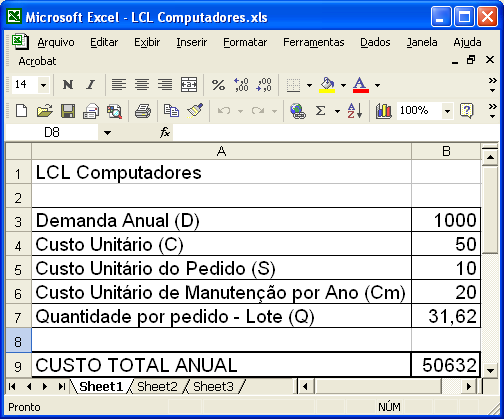 Microsoft Excel - LCL Computadores.xls
Arquivo Editar Exibir Inserir Formatar Ferramentas Dados Janela Ajuda
Acrobat
14 N % 000
100%
D8 fx
A B
1 LCL Computadores
2
3 Demanda Anual (D) 1000
4 Custo Unitário (C) 50
5 Custo Unitário do Pedido (S) 10
6 Custo Unitário de Manutenção por Ano (Cm) 20
7 Quantidade por pedido - Lote (Q) 31,62
8
9 CUSTO TOTAL ANUAL 50632
Sheet1 Sheet2 Sheet3
Pronto NÚM